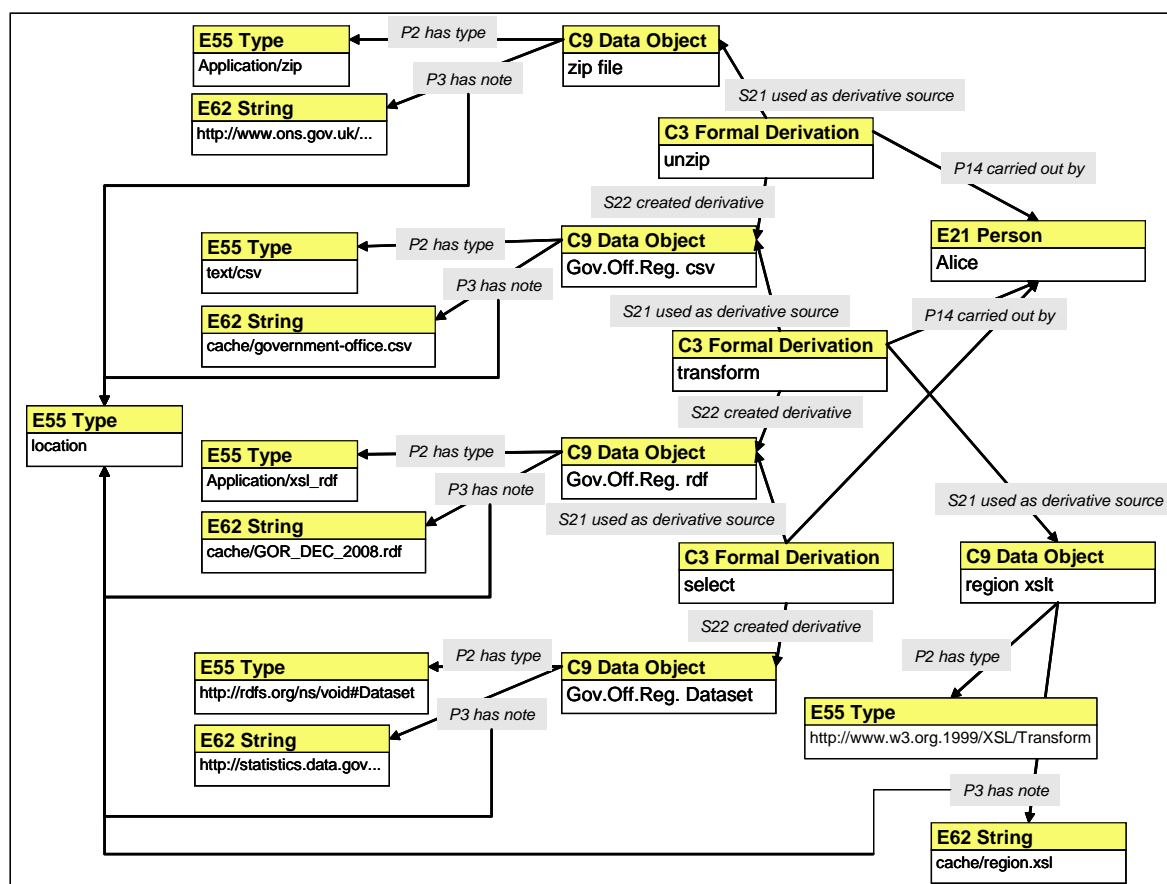 E55 Type
Application/zip
P2 has type
C9 Data Object
zip file
P3 has note
E62 String
http://www.ons.gov.uk/...
S21 used as derivative source
C3 Formal Derivation
unzip
P14 carried out by
S22 created derivative
E21 Person
Alice
E55 Type
text/csv
P2 has type
C9 Data Object
Gov.Off.Reg. csv
P3 has note
E62 String
cache/government-office.csv
S21 used as derivative source
P14 carried out by
C3 Formal Derivation
transform
E55 Type
location
S22 created derivative
E55 Type
Application/xsl_rdf
P2 has type
C9 Data Object
Gov.Off.Reg. rdf
P3 has note
E62 String
cache/GOR_DEC_2008.rdf
S21 used as derivative source
S21 used as derivative source
C3 Formal Derivation
select
C9 Data Object
region xslt
S22 created derivative
E55 Type
http://rdfs.org/ns/void#Dataset
P2 has type
C9 Data Object
Gov.Off.Reg. Dataset
P3 has note
E62 String
http://statistics.data.gov...
P2 has type
E55 Type
http://www.w3.org.1999/XSL/Transform
P3 has note
E62 String
cache/region.xsl